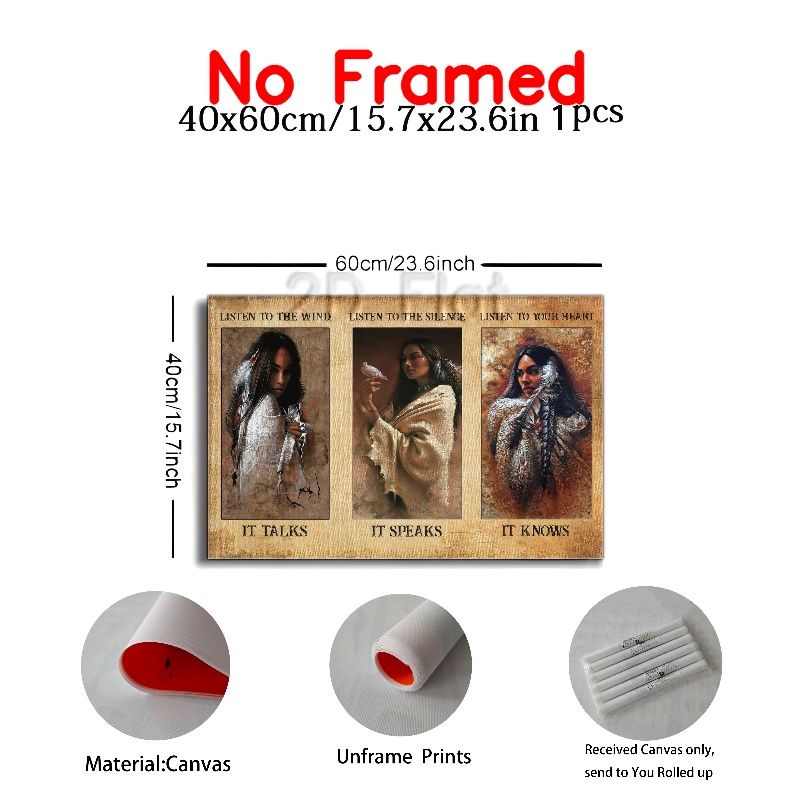 No Framed
40x60cm/15.7x23.6in 1pcs
60cm/23.6inch
2D Flat
40cm/15.7inch
LISTEN TO THE WIND
LISTEN TO THE SILENCE
LISTEN TO YOUR HEART
IT TALKS
IT SPEAKS
IT KNOWS
Material:Canvas
Unframe Prints
Received Canvas only,
send to You Rolled up